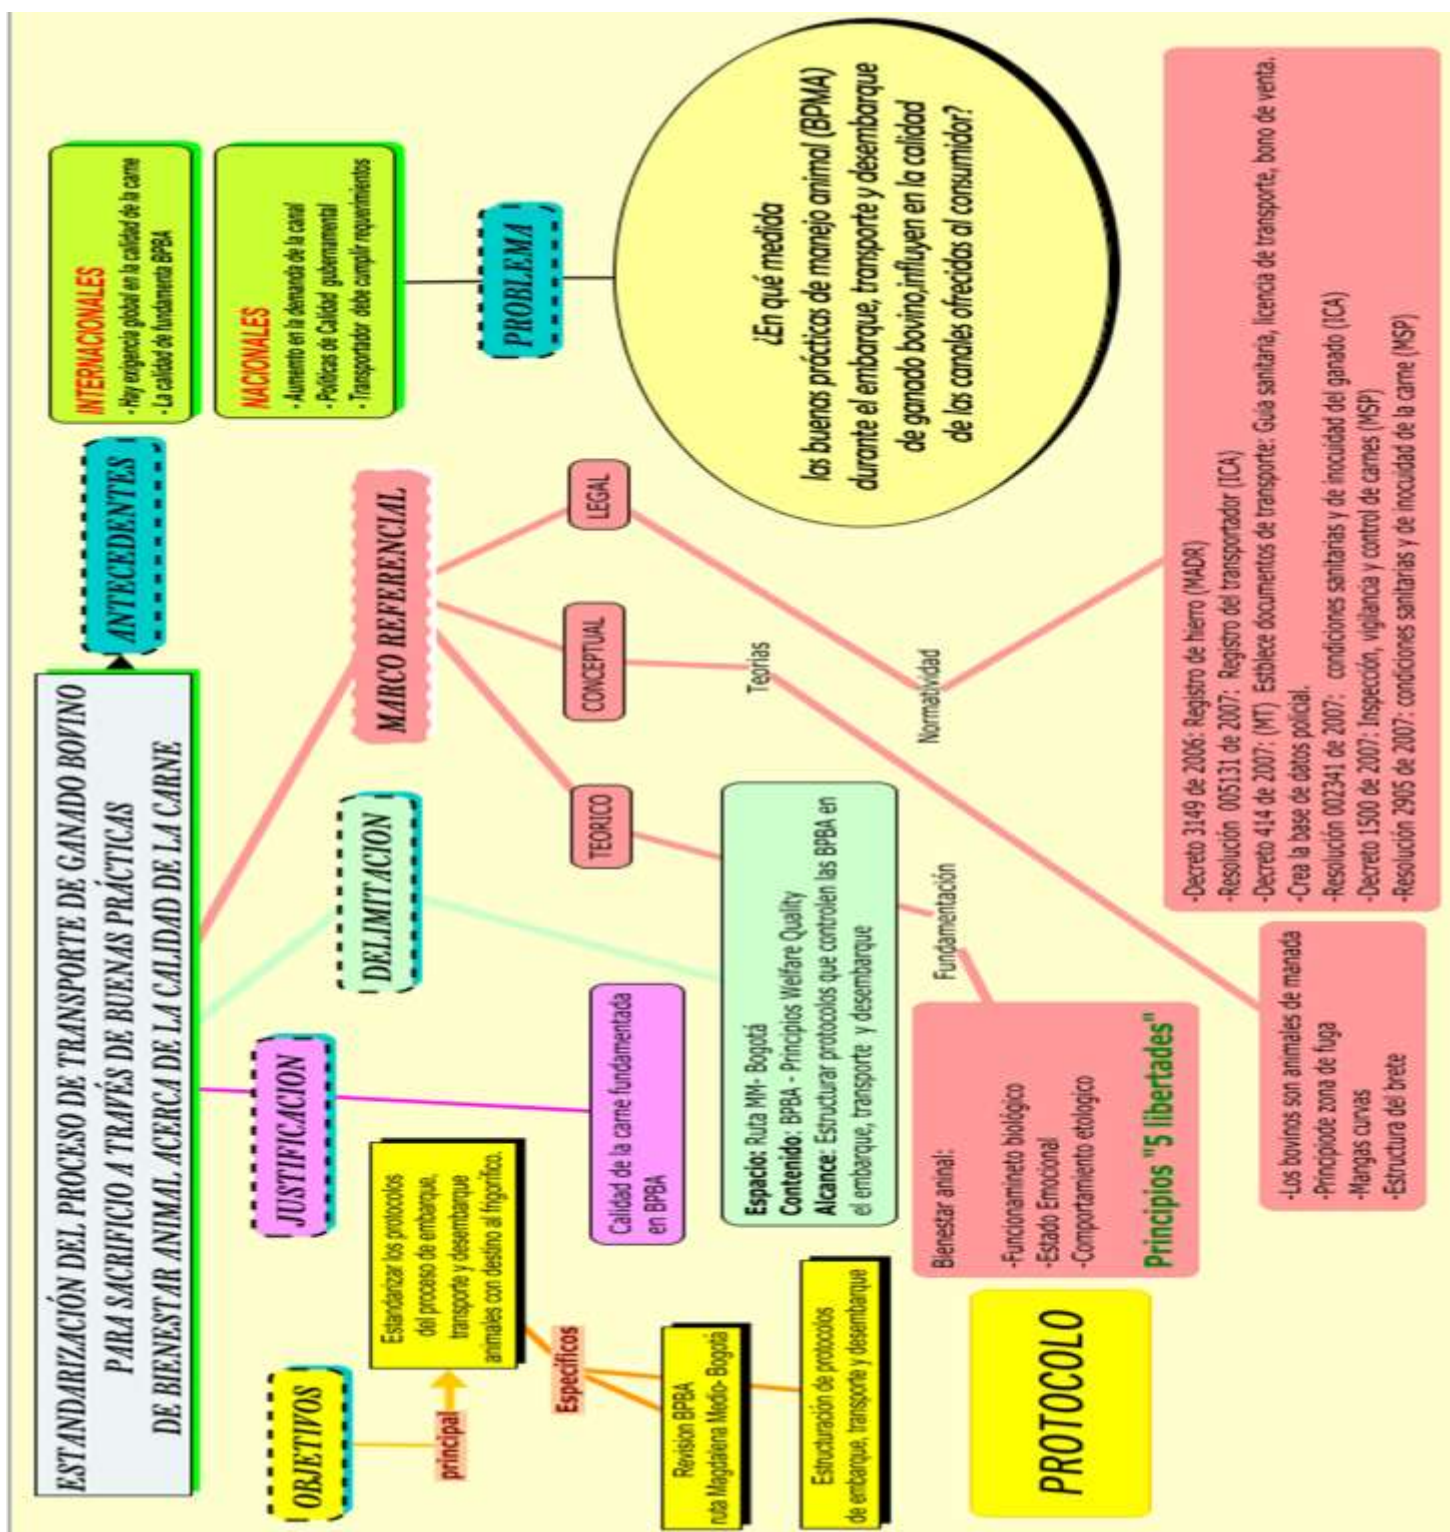 ESTANDARIZACIÓN DEL PROCESO DE TRANSPORTE DE GANADO BOVINO
PARA SACRIFICIO A TRAVÉS DE BUENAS PRÁCTICAS
DE BIENESTAR ANIMAL ACERCA DE LA CALIDAD DE LA CARNE
OBJETIVOS
principal
Estandarizar los protolocos
del proceso de embarque,
transporte y desembarque
animales con destino al frigorífico.
Especificos
Revision BPBA
ruta Magdalena Medio- Bogotá
Estructuración de protocolos
de embarque, transporte y desembarque
PROTOCOLO
JUSTIFICACION
Calidad de la carne fundamentada
en BPBA
DELIMITACION
Espacio: Ruta MM- Bogotá
Contenido: BPBA - Principios Welfare Quality
Alcance: Estructurar protocolos que controlen las BPBA en
el embarque, transporte y desembarque
MARCO REFERENCIAL
TEORICO
Fundamentación
Bienestar aninal:
-Funcionamineto biológico
-Estado Emocional
-Comportamiento etologico
Principios "5 libertades"
CONCEPTUAL
Teorias
-Los bovinos son animales de manada
-Principiode zona de fuga
-Mangas curvas
-Estructura del brete
LEGAL
Normatividad
-Decreto 3149 de 2006: Registro de hierro (MADR)
-Resolución 005131 de 2007: Registro del transportador (ICA)
-Decreto 414 de 2007: (MT) Estblece documentos de transporte: Guia sanitaria, licencia de transporte, bono de venta.
-Crea la base de datos policial.
-Resolución 002341 de 2007: condiciones sanitarias y de inocuidad del ganado (ICA)
-Decreto 1500 de 2007: Inspección, vigilancia y control de carnes (MSP)
-Resolución 2905 de 2007: condiciones sanitarias y de inocuidad de la carne (MSP)
ANTECEDENTES
INTERNACIONALES
- Hay exigencia global en la calidad de la carne
- La calidad de fundamenta BPBA
NACIONALES
- Aumento en la demanda de la canal
- Políticas de Calidad gubernamental
- Transportador debe cumplir requerimientos
PROBLEMA
¿En qué medida
las buenas prácticas de manejo animal (BPMA)
durante el embarque, transporte y desembarque
de ganado bovino,influyen en la calidad
de las canales ofrecidas al consumidor?